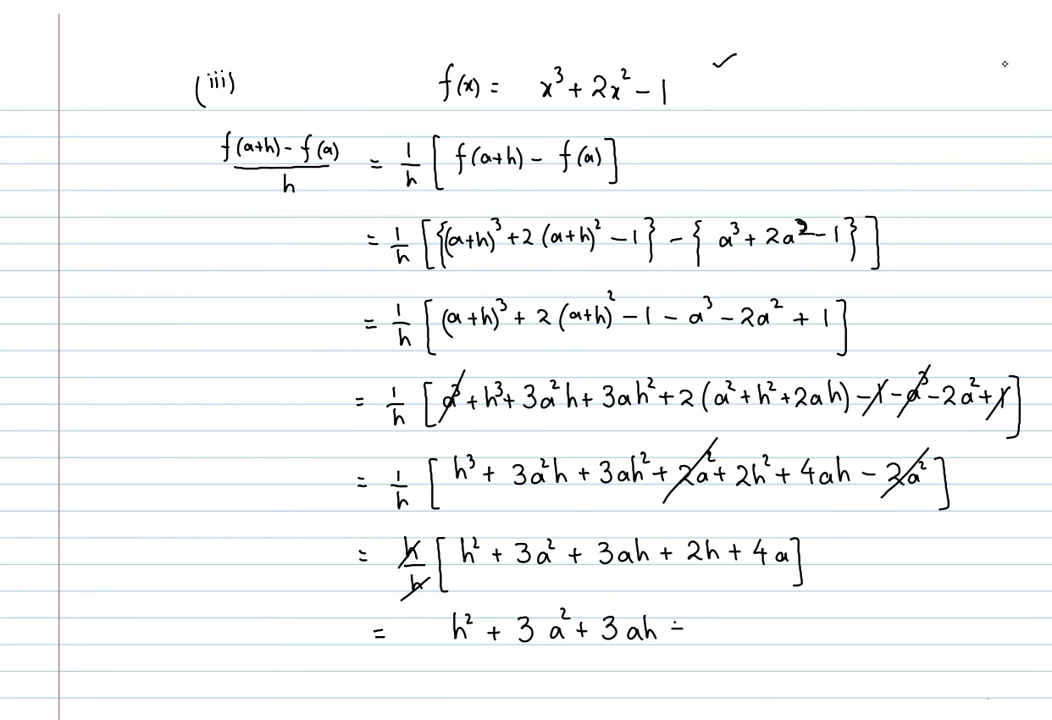 (iii) f(x) = x³ + 2x² - 1 ✓
f(a+h) - f(a) / h = 1/h [ f(a+h) - f(a) ]
= 1/h [ {(a+h)³ + 2(a+h)² - 1} - { a³ + 2a² - 1} ]
= 1/h [ (a+h)³ + 2(a+h)² - 1 - a³ - 2a² + 1 ]
= 1/h [ a³ + h³ + 3a²h + 3ah² + 2(a² + h² + 2ah) - 1 - a³ - 2a² + 1 ]
= 1/h [ h³ + 3a²h + 3ah² + 2a² + 2h² + 4ah - 2a² ]
= h/h [ h² + 3a² + 3ah + 2h + 4a ]
= h² + 3a² + 3ah -